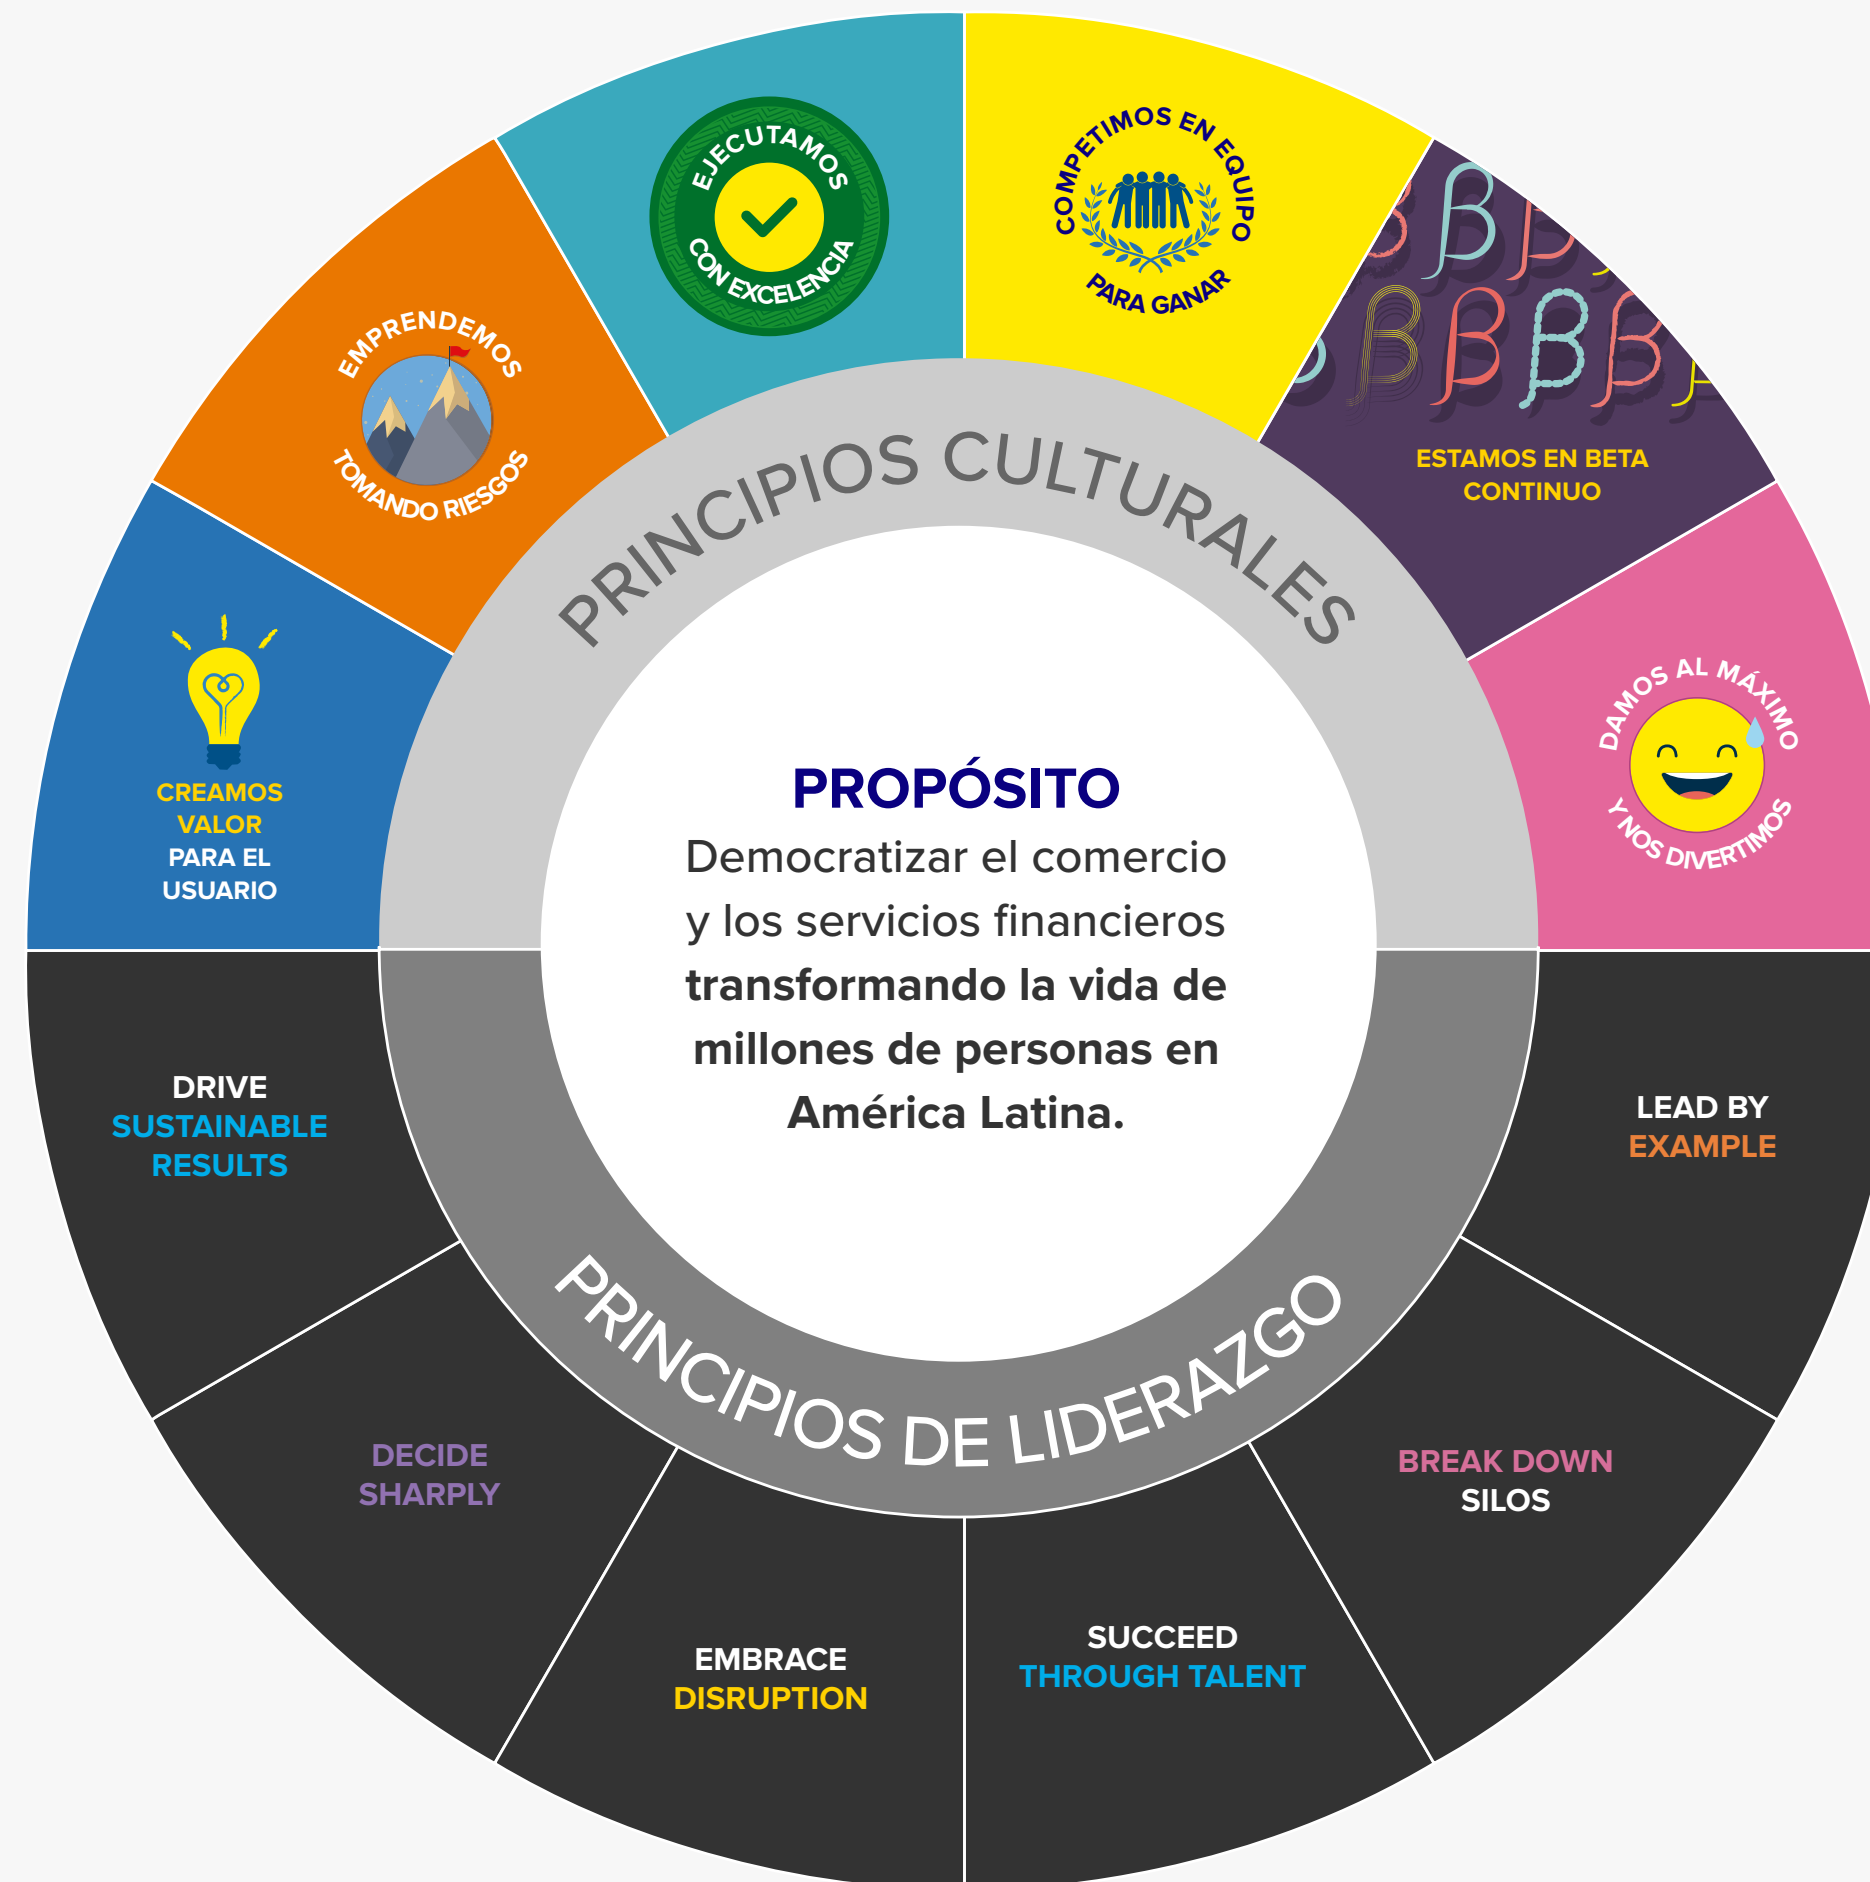 EJECUTAMOS
CON EXCELENCIA
COMPETIMOS EN EQUIPO
PARA GANAR
EMPRENDEMOS
TOMANDO RIESGOS
ESTAMOS EN BETA
CONTINUO
CREAMOS
VALOR
PARA EL
USUARIO
DAMOS AL MÁXIMO
Y NOS DIVERTIMOS
PRINCIPIOS CULTURALES
PROPÓSITO
Democratizar el comercio
y los servicios financieros
transformando la vida de
millones de personas en
América Latina.
PRINCIPIOS DE LIDERAZGO
DRIVE
SUSTAINABLE
RESULTS
DECIDE
SHARPLY
EMBRACE
DISRUPTION
SUCCEED
THROUGH TALENT
BREAK DOWN
SILOS
LEAD BY
EXAMPLE